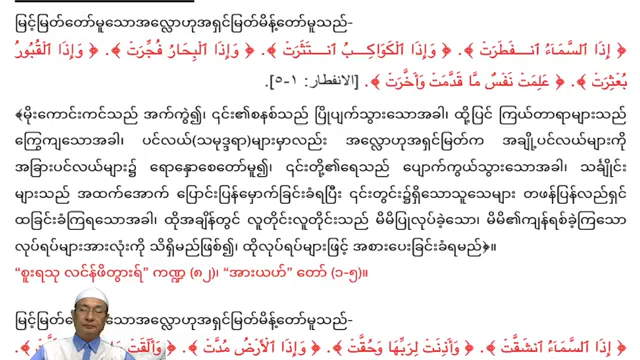 မြင့်မြတ်တော်မူသောအလ္လောဟုအရှင်မြတ်မိန့်တော်မူသည်-
﴿ إِذَا السَّمَاءُ ٱنفَطَرَتْ ﴾. ﴿ وَإِذَا الْكَوَاكِبُ ٱنتَثَرَتْ ﴾. ﴿ وَإِذَا الْبِحَارُ فُجِّرَتْ ﴾. ﴿ وَإِذَا الْقُبُورُ
بُعْثِرَتْ ﴾. ﴿ عَلِمَتْ نَفْسٌ مَّا قَدَّمَتْ وَأَخَّرَتْ ﴾. [الانفطار: ١-٥].
﴿မိုးကောင်းကင်သည် အက်ကွဲ၍၊ ၎င်း၏စနစ်သည် ပြိုပျက်သွားသောအခါ၊ ထို့ပြင် ကြယ်တာရာများသည်
ကြွေကျသောအခါ၊ ပင်လယ်(သမုဒ္ဒရာ)များမှာလည်း အလ္လောဟုအရှင်မြတ်က အချို့ပင်လယ်များကို
အခြားပင်လယ်များ၌ ရောနှောစေတော်မူ၍၊ ၎င်းတို့၏ရေသည် ပျောက်ကွယ်သွားသောအခါ၊ သင်္ချိုင်း
များသည် အထက်အောက် ပြောင်းပြန်မှောက်ခြင်းခံရပြီး ၎င်းတွင်း၌ရှိသောသူသေများ တဖန်ပြန်လည်ရှင်
ထခြင်းခံကြရသောအခါ၊ ထိုအချိန်တွင် လူတိုင်းလူတိုင်းသည် မိမိပြုလုပ်ခဲ့သော၊ မိမိ၏ကျန်ရစ်ခဲ့ကြသော
လုပ်ရပ်များအားလုံးကို သိရှိမည်ဖြစ်၍၊ ထိုလုပ်ရပ်များဖြင့် အစားပေးခြင်းခံရမည်﴾။
“စူးရသု လင်န်ဖိတွားရ်” ကဏ္ဍ (၈၂)၊ “အာယဟ်” တော် (၁-၅)။
မြင့်မြတ်တော်မူသောအလ္လောဟုအရှင်မြတ်မိန့်တော်မူသည်-
﴿ إِذَا السَّمَاءُ ٱنشَقَّتْ ﴾. ﴿ وَأَذِنَتْ لِرَبِّهَا وَحُقَّتْ ﴾. ﴿ وَإِذَا الْأَرْضُ مُدَّتْ ﴾. ﴿ وَأَلْقَتْ